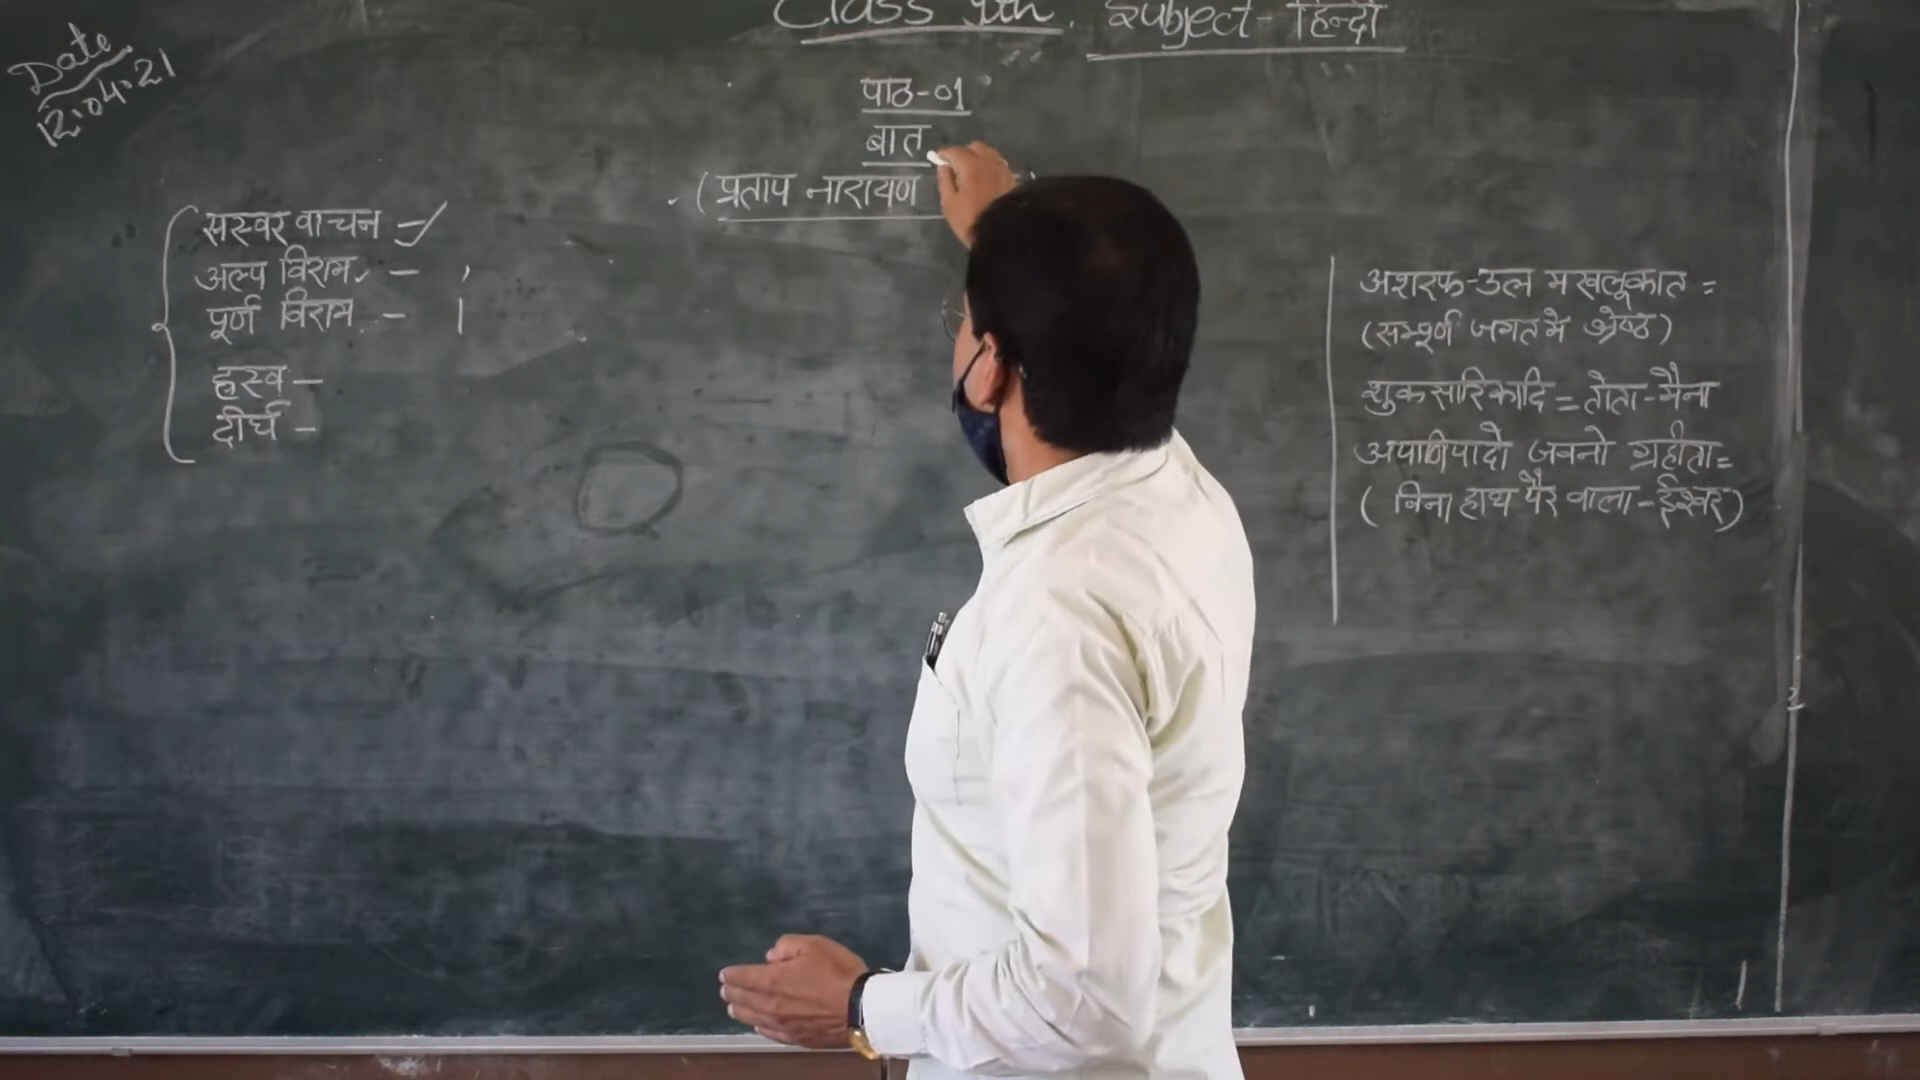 Class 9th. Subject- हिन्दी
Date
12.04.21
पाठ-01
बात
(प्रताप नारायण
सस्वर वाचन -
अल्प विराम - ,
पूर्ण विराम - ।
ह्रस्व -
दीर्घ -
अशरफ-उल मखलूकात =
(सम्पूर्ण जगत मे श्रेष्ठ)
शुकसारिकादि = तोता-मैना
अपाणिपादो जवनो ग्रहीता=
( बिना हाथ पैर वाला-ईश्वर)